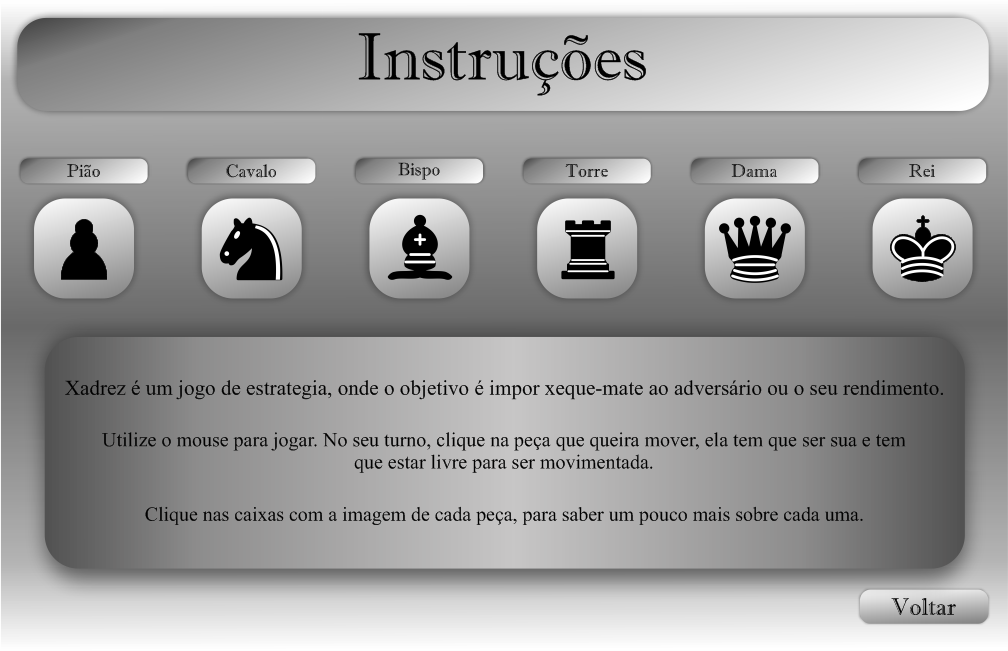 Instruções
Pião
Cavalo
Bispo
Torre
Dama
Rei
Xadrez é um jogo de estrategia, onde o objetivo é impor xeque-mate ao adversário ou o seu rendimento.
Utilize o mouse para jogar. No seu turno, clique na peça que queira mover, ela tem que ser sua e tem
que estar livre para ser movimentada.
Clique nas caixas com a imagem de cada peça, para saber um pouco mais sobre cada uma.
Voltar